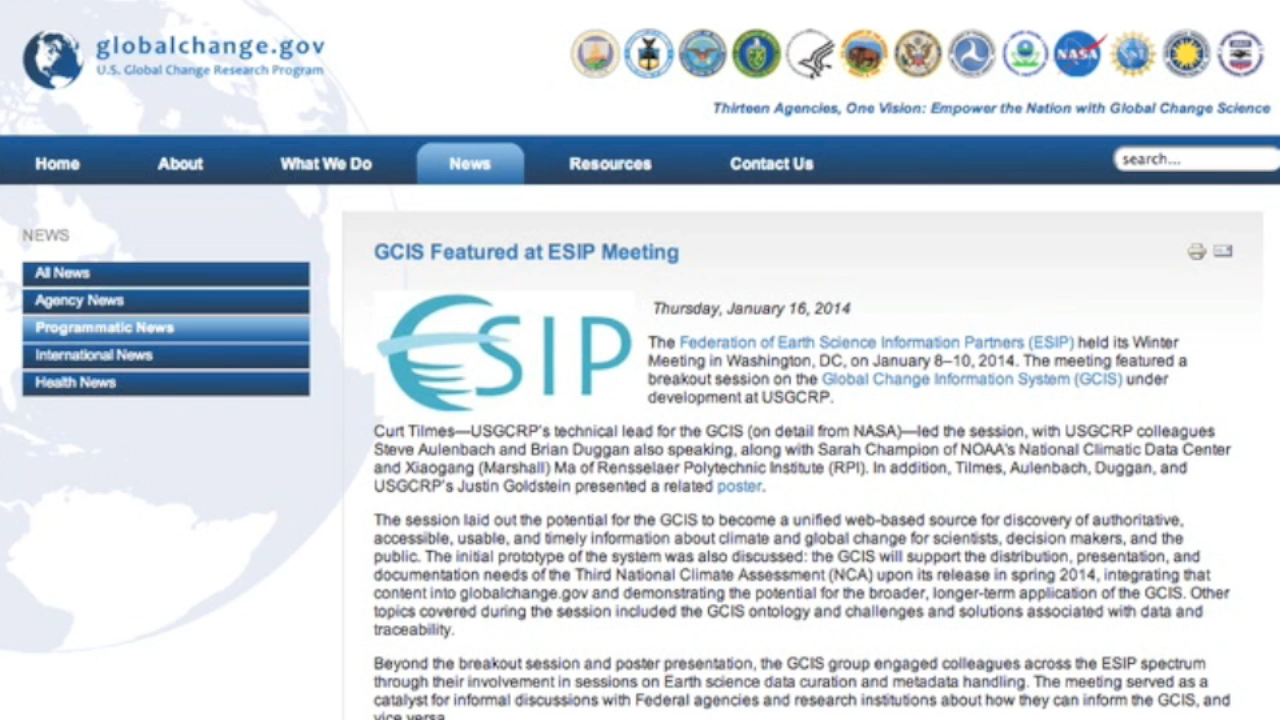 globalchange.gov
U.S. Global Change Research Program
NASA
Thirteen Agencies, One Vision: Empower the Nation with Global Change Science
Home
About
What We Do
News
Resources
Contact Us
search...
NEWS
All News
Agency News
Programmatic News
International News
Health News
GCIS Featured at ESIP Meeting
ESIP
Thursday, January 16, 2014
The Federation of Earth Science Information Partners (ESIP) held its Winter
Meeting in Washington, DC, on January 8–10, 2014. The meeting featured a
breakout session on the Global Change Information System (GCIS) under
development at USGCRP.
Curt Tilmes—USGCRP's technical lead for the GCIS (on detail from NASA)—led the session, with USGCRP colleagues
Steve Aulenbach and Brian Duggan also speaking, along with Sarah Champion of NOAA's National Climatic Data Center
and Xiaogang (Marshall) Ma of Rensselaer Polytechnic Institute (RPI). In addition, Tilmes, Aulenbach, Duggan, and
USGCRP's Justin Goldstein presented a related poster.
The session laid out the potential for the GCIS to become a unified web-based source for discovery of authoritative,
accessible, usable, and timely information about climate and global change for scientists, decision makers, and the
public. The initial prototype of the system was also discussed: the GCIS will support the distribution, presentation, and
documentation needs of the Third National Climate Assessment (NCA) upon its release in spring 2014, integrating that
content into globalchange.gov and demonstrating the potential for the broader, longer-term application of the GCIS. Other
topics covered during the session included the GCIS ontology and challenges and solutions associated with data and
traceability.
Beyond the breakout session and poster presentation, the GCIS group engaged colleagues across the ESIP spectrum
through their involvement in sessions on Earth science data curation and metadata handling. The meeting served as a
catalyst for informal discussions with Federal agencies and research institutions about how they can inform the GCIS, and
vice versa.